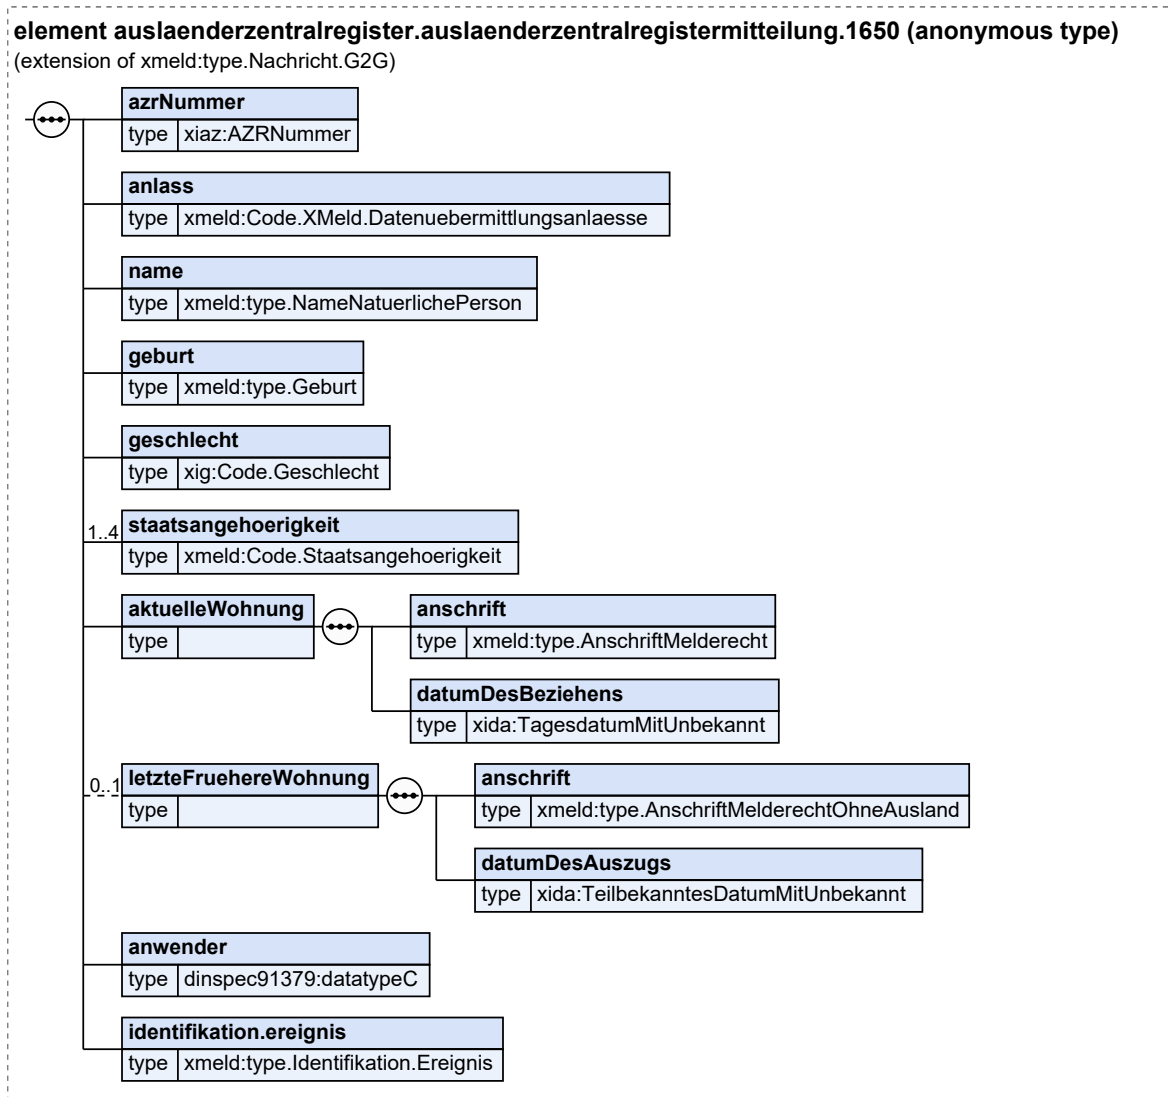 element auslaenderzentralregister.auslaenderzentralregistermitteilung.1650 (anonymous type)
(extension of xmeld:type.Nachricht.G2G)
azrNummer
type xiaz:AZRNummer
anlass
type xmeld:Code.XMeld.Datenuebermittlungsanlaesse
name
type xmeld:type.NameNatuerlichePerson
geburt
type xmeld:type.Geburt
geschlecht
type xig:Code.Geschlecht
1..4 staatsangehoerigkeit
type xmeld:Code.Staatsangehoerigkeit
aktuelleWohnung
type
anschrift
type xmeld:type.AnschriftMelderecht
datumDesBeziehens
type xida:TagesdatumMitUnbekannt
0..1 letzteFruehereWohnung
type
anschrift
type xmeld:type.AnschriftMelderechtOhneAusland
datumDesAuszugs
type xida:TeilbekanntesDatumMitUnbekannt
anwender
type dinspec91379:datatypeC
identifikation.ereignis
type xmeld:type.Identifikation.Ereignis